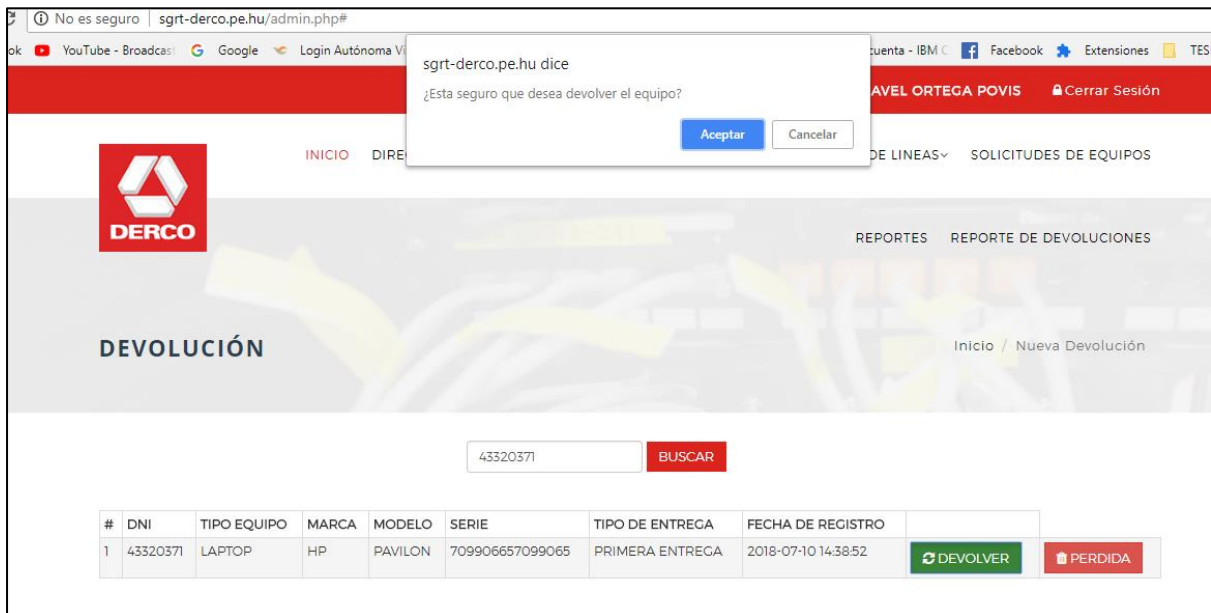 No es seguro | sgrt-derco.pe.hu/admin.php#
ok YouTube - Broadcast Google Login Autónoma Vi cuenta - IBM C Facebook Extensiones TES
sgrt-derco.pe.hu dice
¿Esta seguro que desea devolver el equipo?
Aceptar Cancelar
AVEL ORTEGA POVIS Cerrar Sesión
INICIO DIRE DE LINEAS SOLICITUDES DE EQUIPOS
DERCO
REPORTES REPORTE DE DEVOLUCIONES
DEVOLUCIÓN
Inicio / Nueva Devolución
43320371 BUSCAR
# DNI TIPO EQUIPO MARCA MODELO SERIE TIPO DE ENTREGA FECHA DE REGISTRO
1 43320371 LAPTOP HP PAVILON 709906657099065 PRIMERA ENTREGA 2018-07-10 14:38:52 DEVOLVER PERDIDA